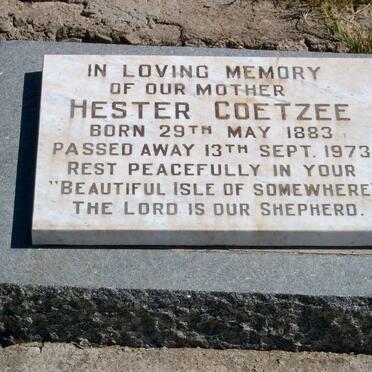 IN LOVING MEMORY
OF OUR MOTHER
HESTER COETZEE
BORN 29TH MAY 1883
PASSED AWAY 13TH SEPT. 1973
REST PEACEFULLY IN YOUR
"BEAUTIFUL ISLE OF SOMEWHERE"
THE LORD IS OUR SHEPHERD.